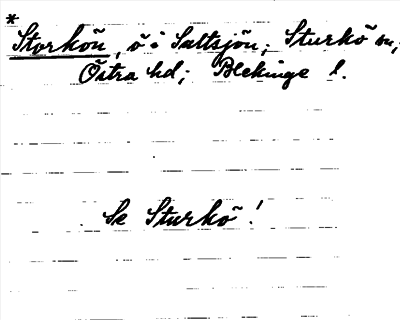 *
Storkön, ö i Saltsjön; Sturkö sn,
Östra hd; Blekinge l.
Se Sturkö!